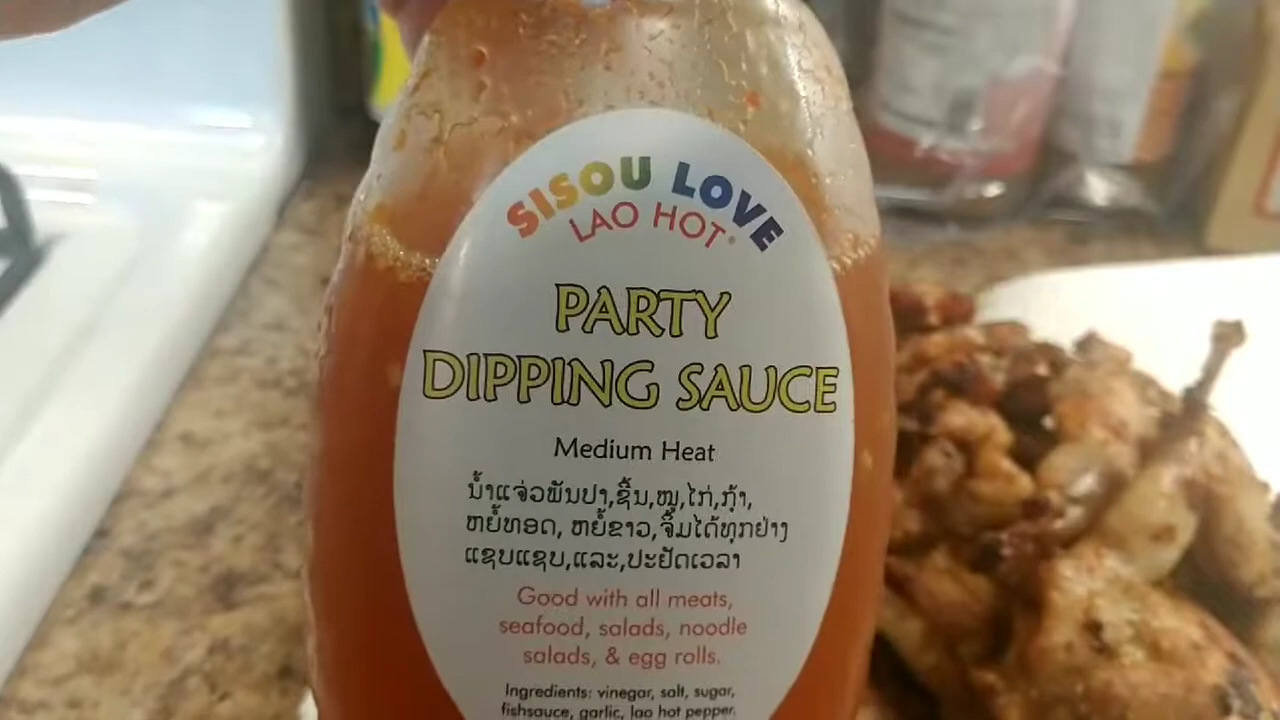 SISOU LOVE
LAO HOT®
PARTY
DIPPING SAUCE
Medium Heat
ນ້ຳແຈ່ວພັນປາ,ຊີ້ນ,ໝູ,ໄກ່,ກຸ້າ,
ຫຍໍ້ທອດ, ຫຍໍ້ຂາວ,ຈິ້ມໄດ້ທຸກຢ່າງ
ແຊບແຊບ,ແລະ,ປະຢັດເວລາ
Good with all meats,
seafood, salads, noodle
salads, & egg rolls.
Ingredients: vinegar, salt, sugar,
fishsauce, garlic, lao hot pepper,